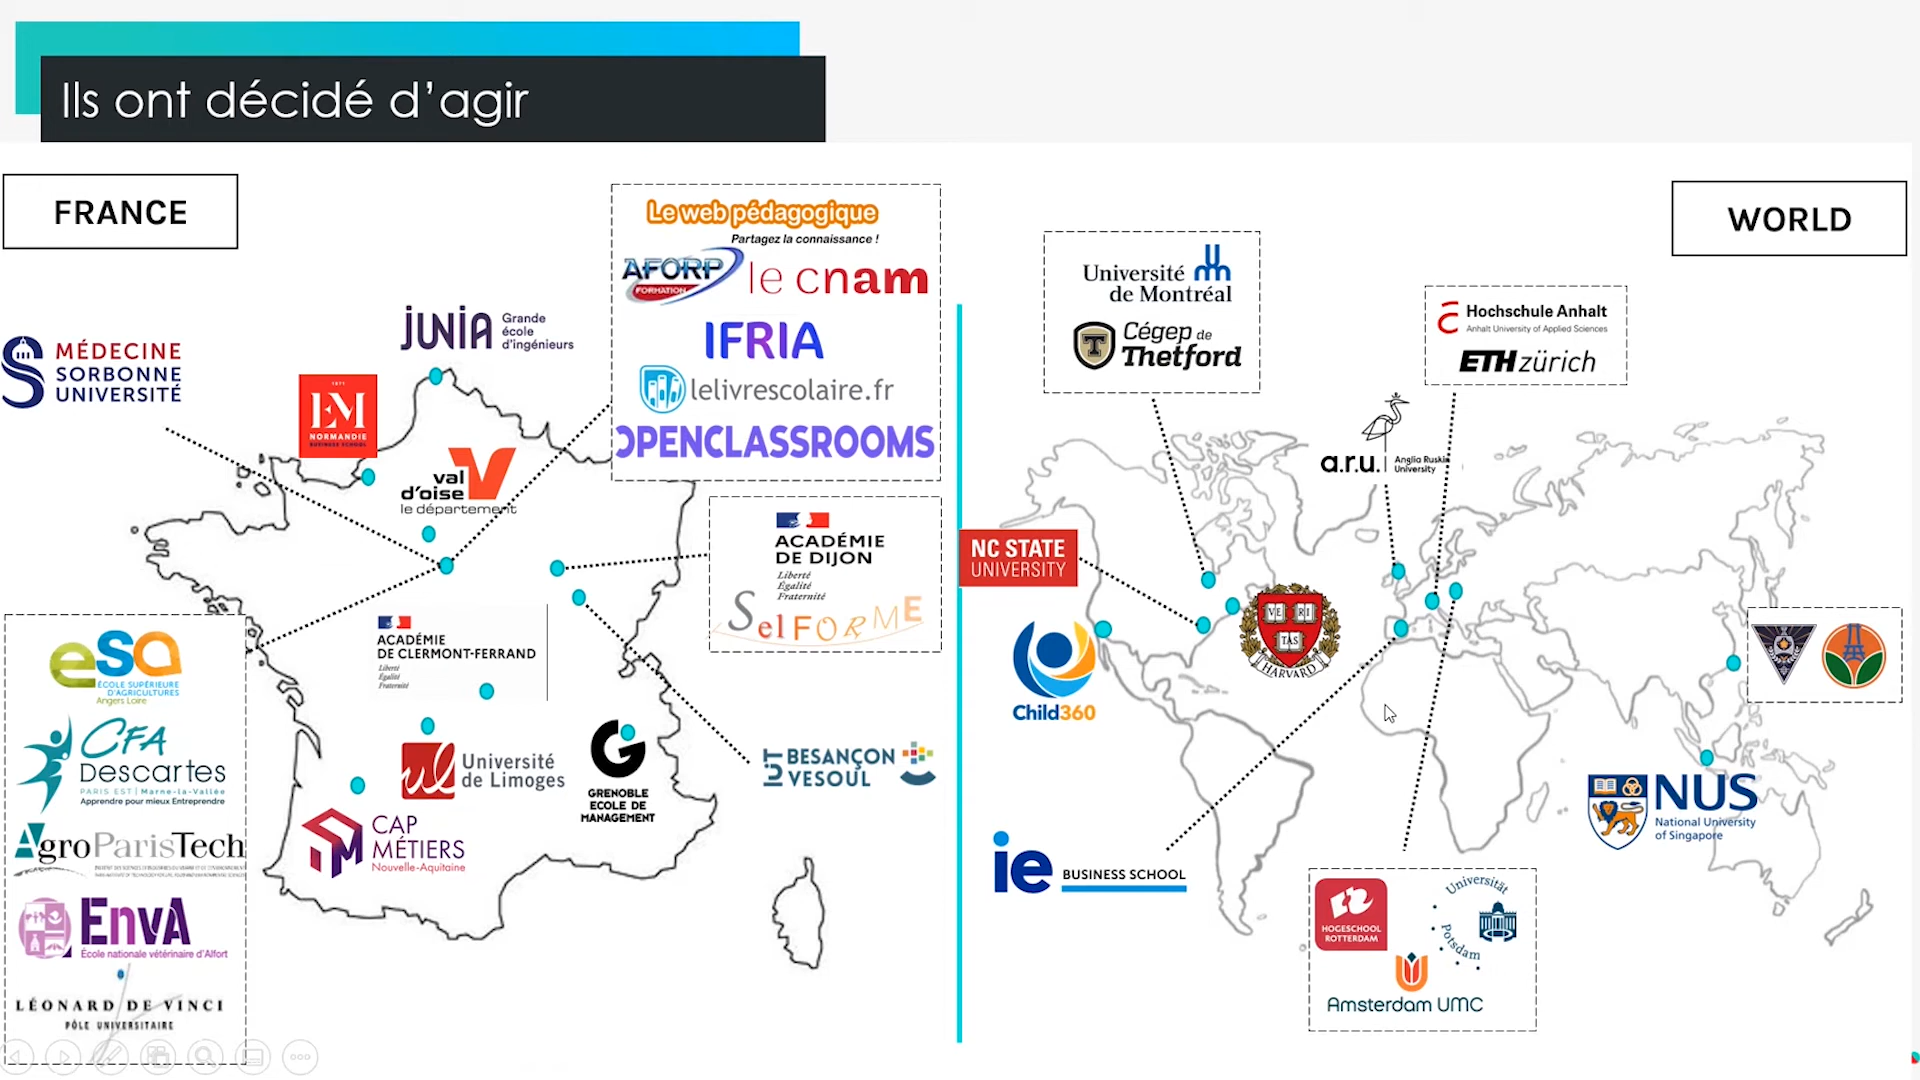 Ils ont décidé d’agir
FRANCE
WORLD
Le web pédagogique
Partagez la connaissance !
AFORP
FORMATION
le cnam
IFRIA
lelivrescolaire.fr
OPENCLASSROOMS
MÉDECINE
SORBONNE
UNIVERSITÉ
JUNIA Grande
école
d'ingénieurs
1871
EM
NORMANDIE
BUSINESS SCHOOL
val
d'oise
le département
ACADÉMIE
DE DIJON
Liberté
Égalité
Fraternité
SelFORME
ACADÉMIE
DE CLERMONT-FERRAND
Liberté
Égalité
Fraternité
esa
ÉCOLE SUPÉRIEURE
D'AGRICULTURES
Angers Loire
CFA
Descartes
PARIS EST | Marne-la-Vallée
Apprendre pour mieux Entreprendre
AgroParisTech
EnvA
École nationale vétérinaire d'Alfort
LÉONARD DE VINCI
PÔLE UNIVERSITAIRE
ul Université
de Limoges
G
GRENOBLE
ECOLE DE
MANAGEMENT
IUT BESANÇON
VESOUL
CAP
MÉTIERS
Nouvelle-Aquitaine
Université
de Montréal
Cégep de
Thetford
Hochschule Anhalt
Anhalt University of Applied Sciences
ETH zürich
a.r.u. Anglia Ruskin
University
NC STATE
UNIVERSITY
VE RI
TAS
HARVARD
Child360
NUS
National University
of Singapore
ie BUSINESS SCHOOL
HOGESCHOOL
ROTTERDAM
Universität
Potsdam
Amsterdam UMC